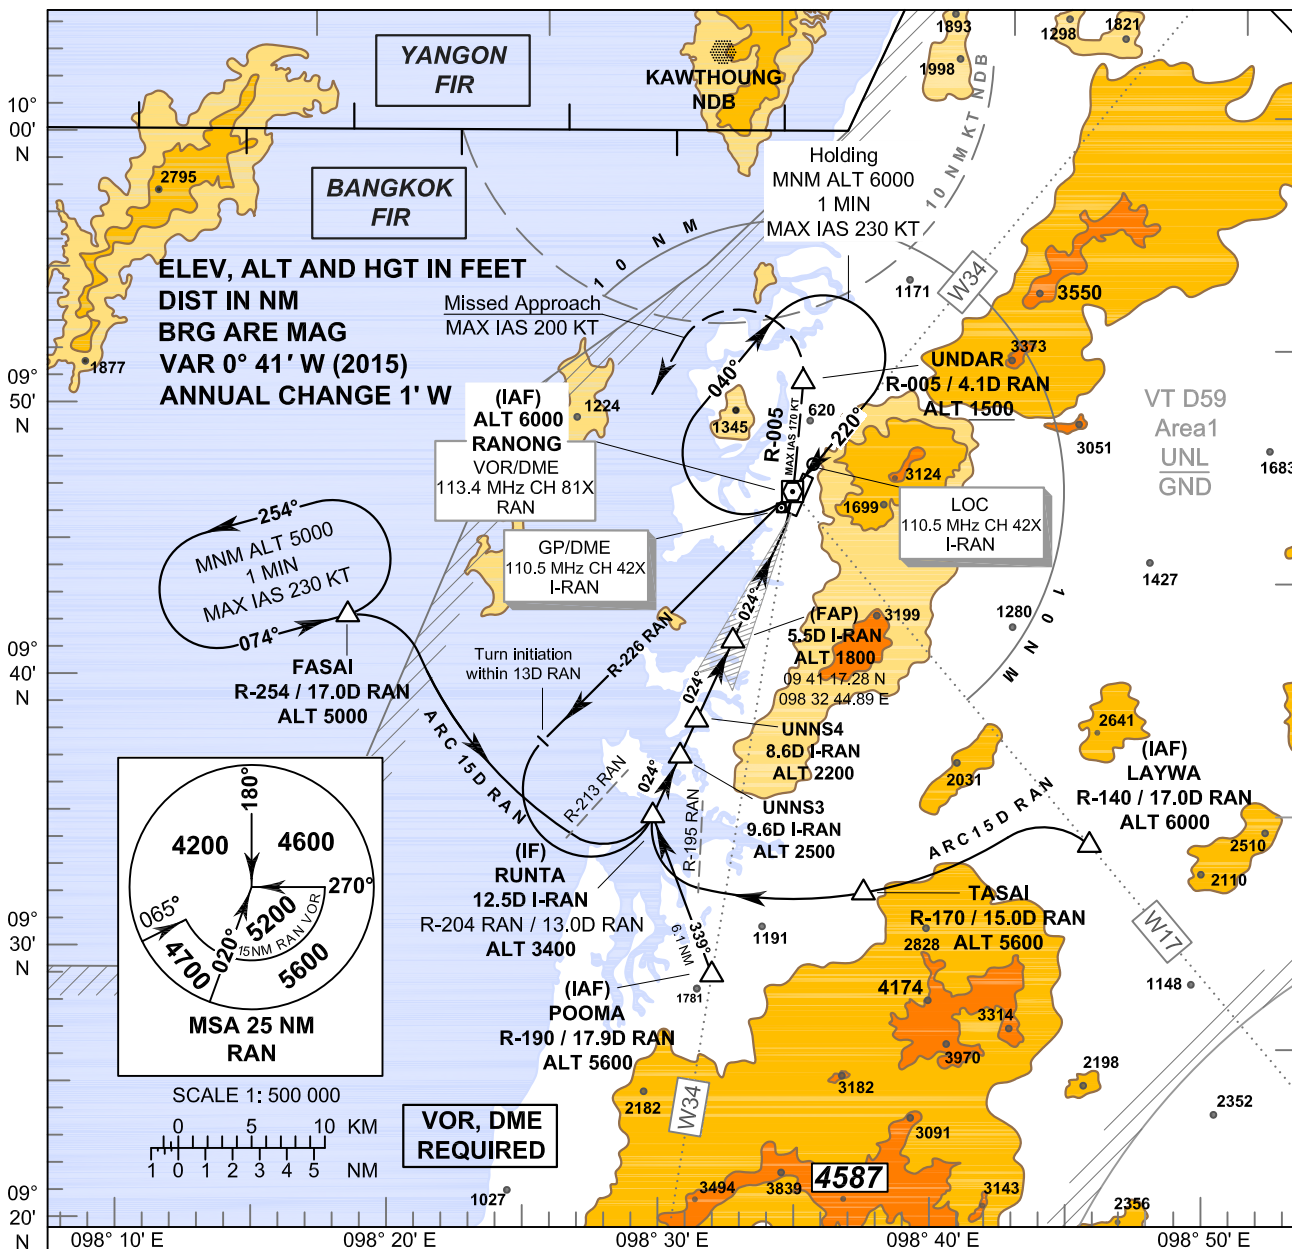 YANGON
FIR
KAWTHOUNG
NDB
1893
1998
1298
1821
10°
00'
N
2795
BANGKOK
FIR
Holding
MNM ALT 6000
1 MIN
MAX IAS 230 KT
10 NM KT NDB
10 NM
ELEV, ALT AND HGT IN FEET
DIST IN NM
BRG ARE MAG
VAR 0° 41' W (2015)
ANNUAL CHANGE 1' W
Missed Approach
MAX IAS 200 KT
1171
W34
3550
3373
1877
09°
50'
N
040°
UNDAR
R-005 / 4.1D RAN
ALT 1500
(IAF)
ALT 6000
RANONG
1224
1345
R-005
MAX IAS 170 KT
620
220°
VT D59
Area1
UNL
GND
3051
1683
VOR/DME
113.4 MHz CH 81X
RAN
3124
1699
LOC
110.5 MHz CH 42X
I-RAN
GP/DME
110.5 MHz CH 42X
I-RAN
254°
MNM ALT 5000
1 MIN
MAX IAS 230 KT
074°
1427
1280
10 NM
024°
(FAP)
5.5D I-RAN
ALT 1800
09 41 17.28 N
098 32 44.89 E
3199
R-226 RAN
Turn initiation
within 13D RAN
09°
40'
N
FASAI
R-254 / 17.0D RAN
ALT 5000
024°
UNNS4
8.6D I-RAN
ALT 2200
2641
(IAF)
LAYWA
R-140 / 17.0D RAN
ALT 6000
ARC 15D RAN
2031
R-213 RAN
024°
UNNS3
9.6D I-RAN
ALT 2500
R-195 RAN
ARC 15D RAN
2510
2110
180°
4200
4600
270°
065°
5200
15NM RAN VOR
020°
4700
5600
MSA 25 NM
RAN
(IF)
RUNTA
12.5D I-RAN
R-204 RAN / 13.0D RAN
ALT 3400
TASAI
R-170 / 15.0D RAN
ALT 5600
2828
1191
339°
6.1 NM
09°
30'
N
W17
1148
(IAF)
POOMA
R-190 / 17.9D RAN
ALT 5600
1781
4174
3314
3970
SCALE 1: 500 000
0 10 KM
1 0 1 2 3 4 5 NM
VOR, DME
REQUIRED
2182
W34
3182
2198
2352
3091
1027
3494
3839
4587
3143
2356
09°
20'
N
098° 10' E
098° 20' E
098° 30' E
098° 40' E
098° 50' E